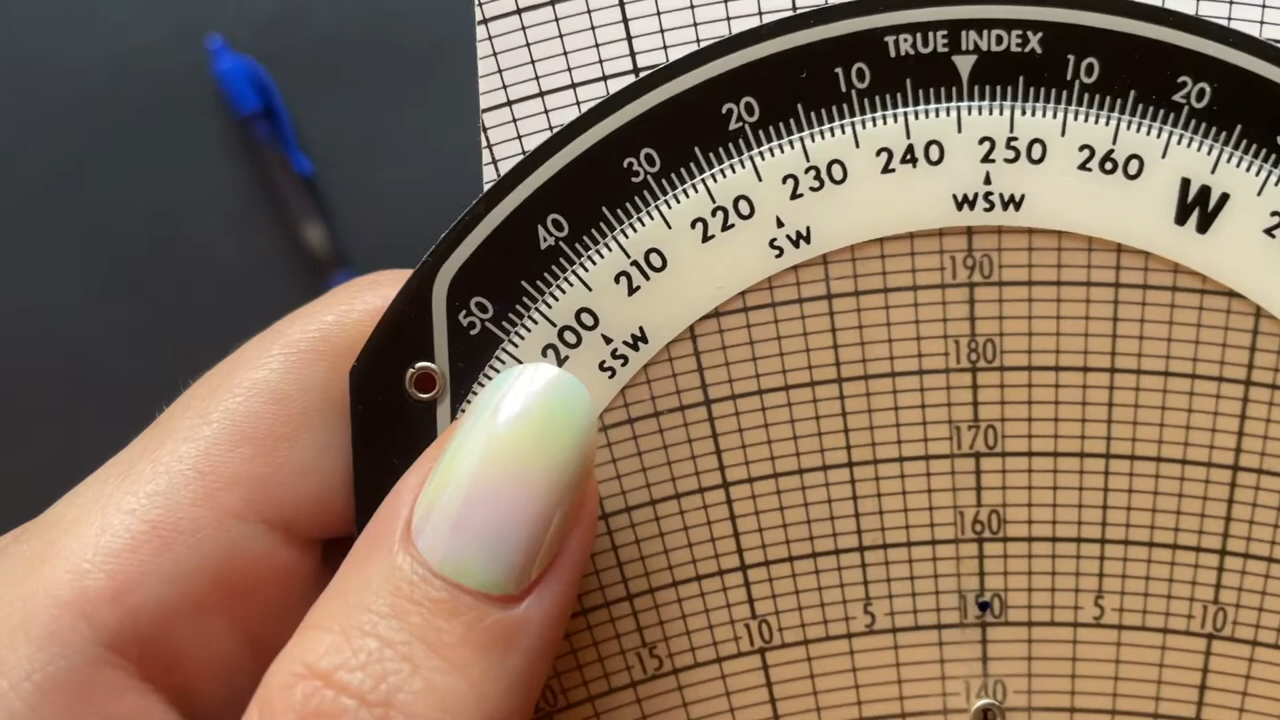 TRUE INDEX
50 40 30 20 10 10 20
200 210 220 230 240 250 260
SSW SW WSW W
190
180
170
160
15 10 5 150 5 10
140